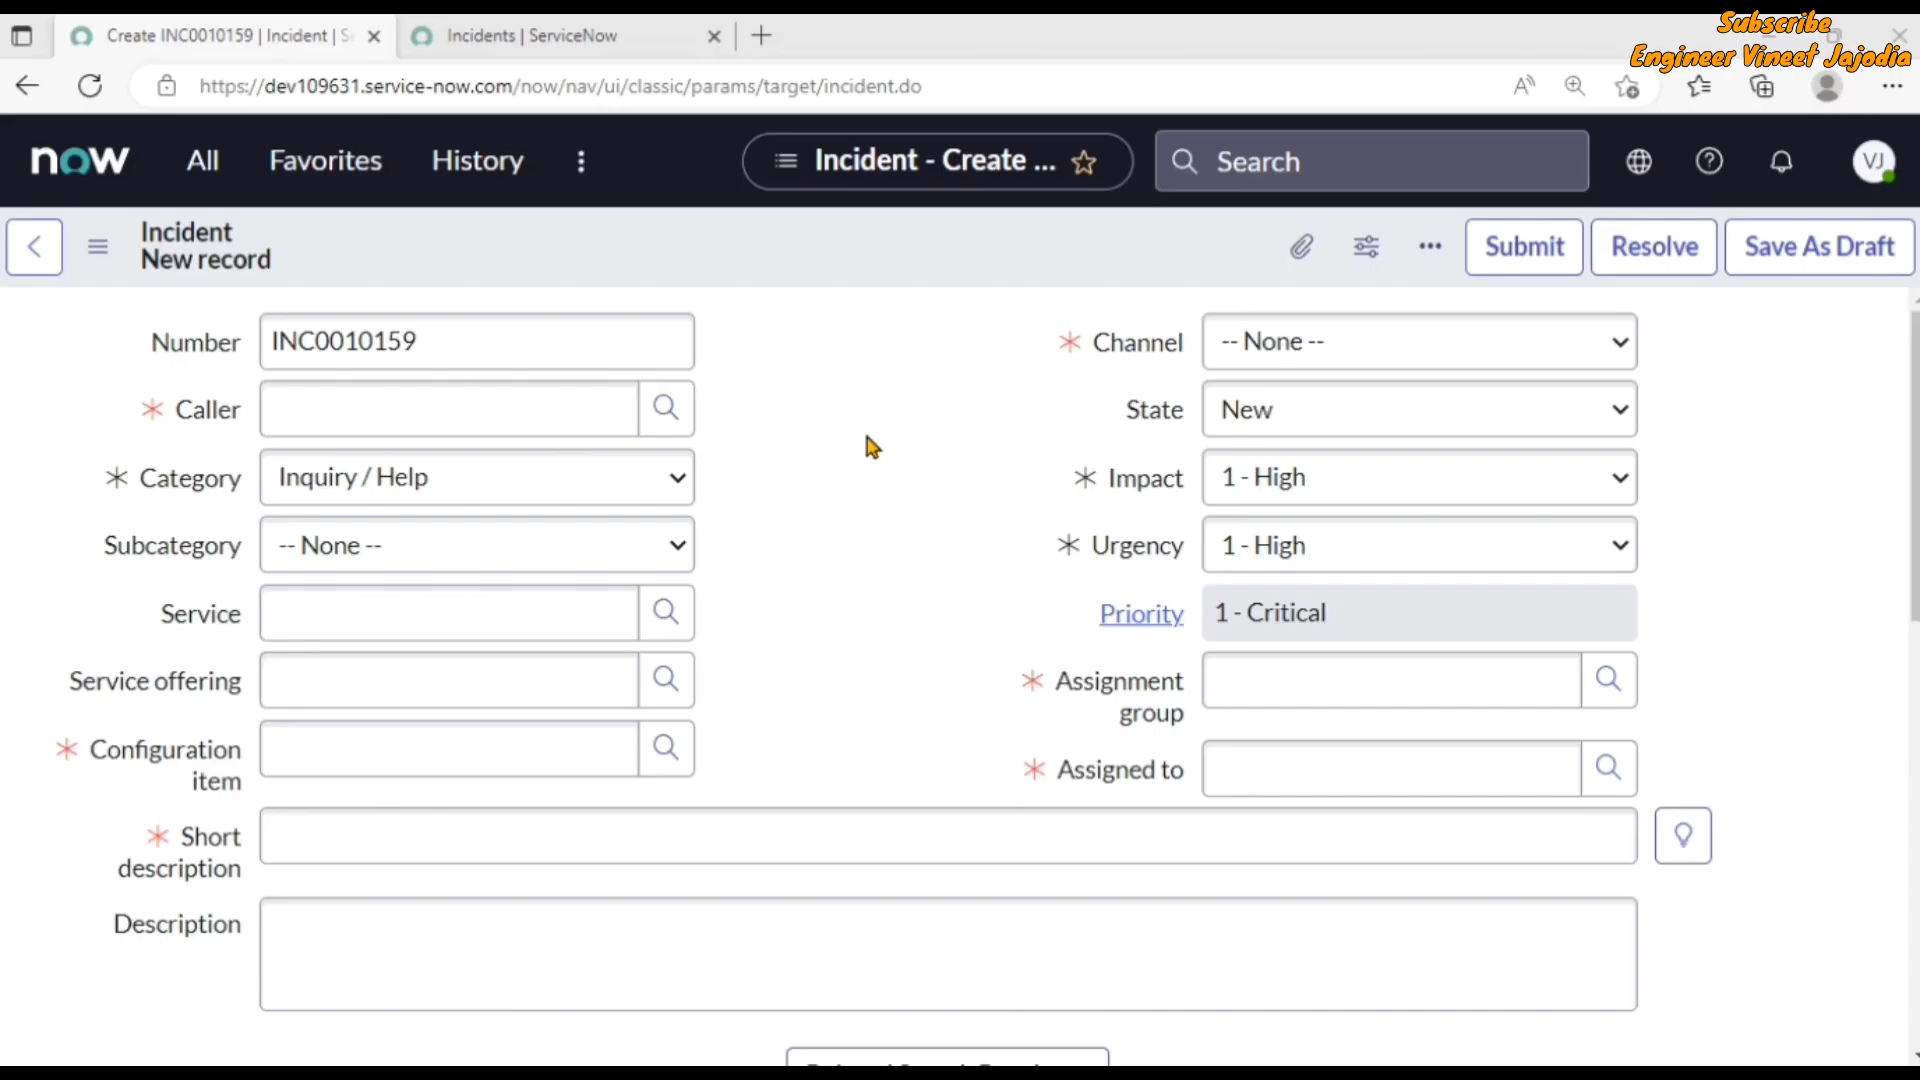 Subscribe
Engineer Vineet Jajodia
Create INC0010159 | Incident | S
Incidents | ServiceNow
https://dev109631.service-now.com/now/nav/ui/classic/params/target/incident.do
now
All
Favorites
History
Incident - Create ...
Search
VJ
Incident
New record
Submit
Resolve
Save As Draft
Number
INC0010159
* Channel
-- None --
* Caller
State
New
* Category
Inquiry / Help
* Impact
1 - High
Subcategory
-- None --
* Urgency
1 - High
Service
Priority
1 - Critical
Service offering
* Assignment
group
* Configuration
item
* Assigned to
* Short
description
Description